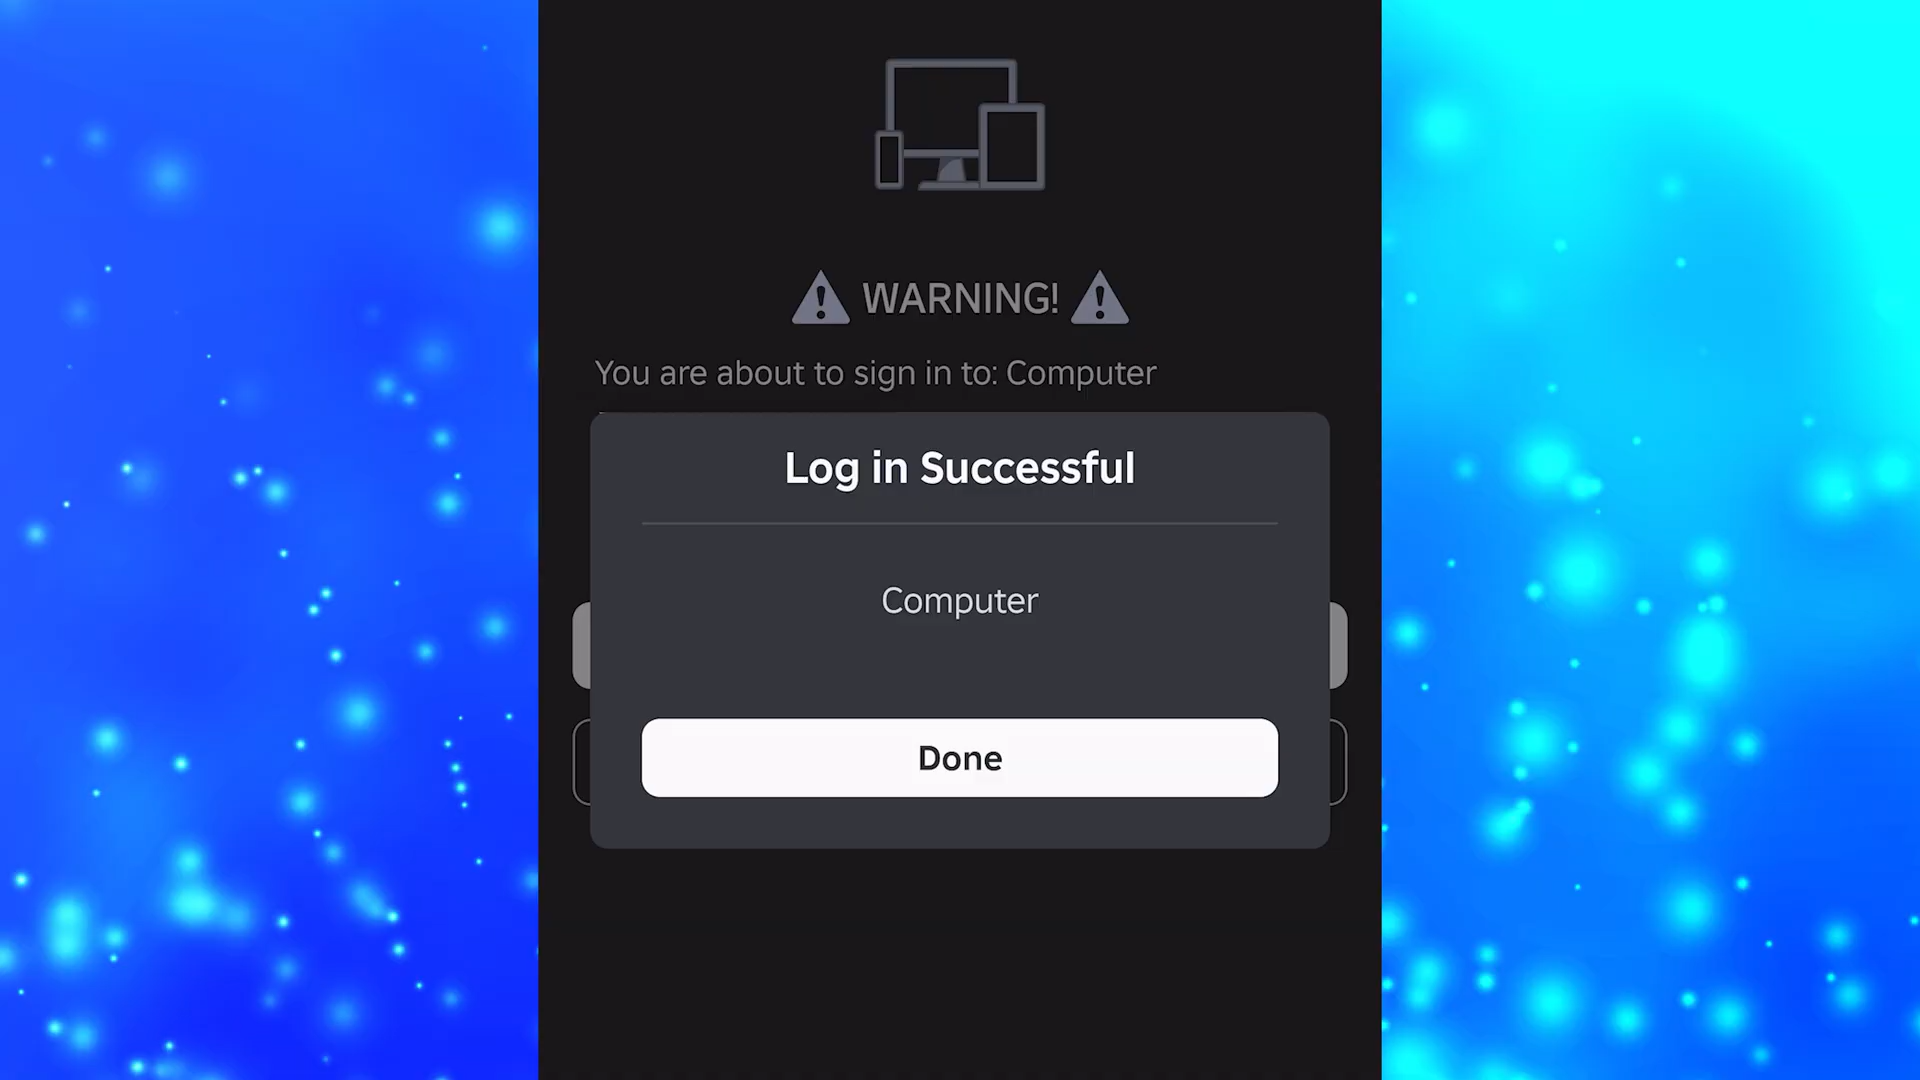 WARNING!
You are about to sign in to: Computer
Log in Successful
Computer
Done